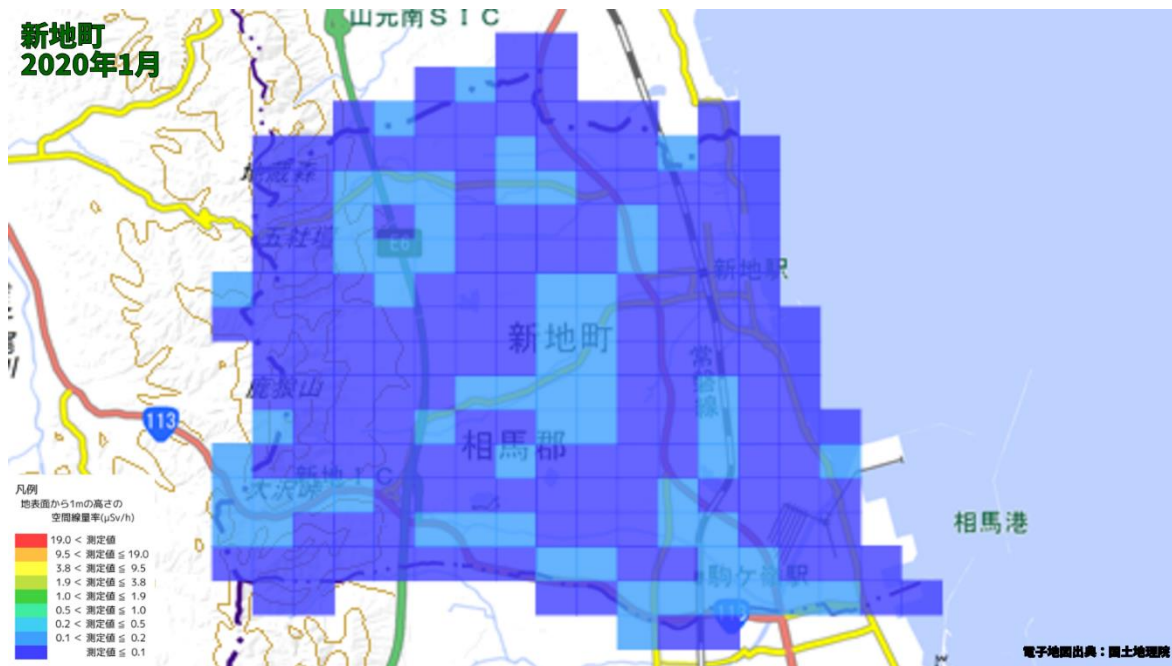 新地町
2020年1月
山元南SIC
地蔵森
五社壇
E6
新地駅
新地町
常磐線
鹿狼山
113
相馬郡
新地IC
大沢峠
相馬港
駒ケ嶺駅
113
凡例
地表面から1mの高さの
空間線量率(μSv/h)
19.0 < 測定値
9.5 < 測定値 ≦ 19.0
3.8 < 測定値 ≦ 9.5
1.9 < 測定値 ≦ 3.8
1.0 < 測定値 ≦ 1.9
0.5 < 測定値 ≦ 1.0
0.2 < 測定値 ≦ 0.5
0.1 < 測定値 ≦ 0.2
測定値 ≦ 0.1
電子地図出典：国土地理院